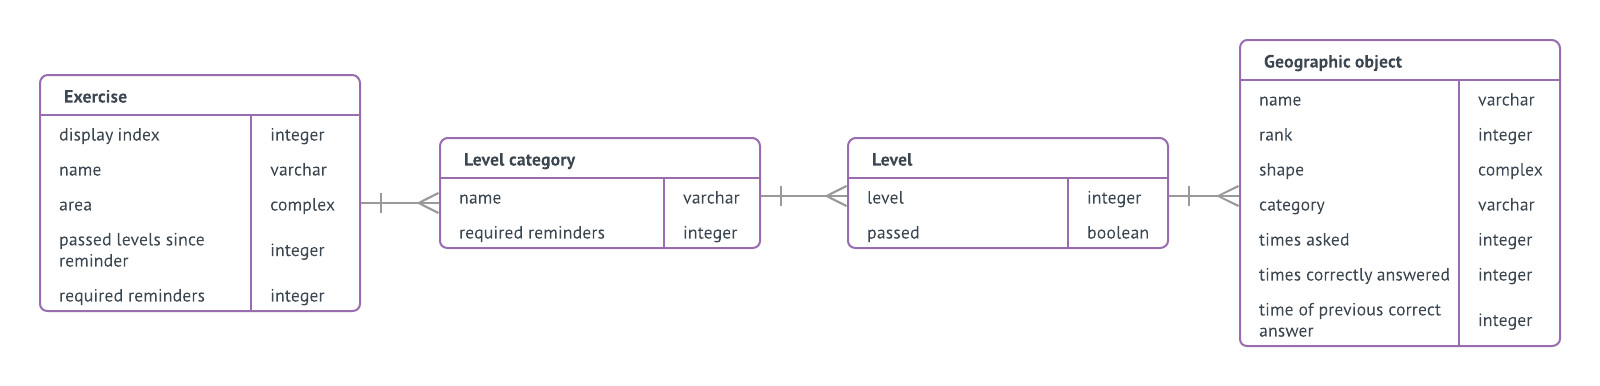 Exercise
display index integer
name varchar
area complex
passed levels since
reminder integer
required reminders integer
Level category
name varchar
required reminders integer
Level
level integer
passed boolean
Geographic object
name varchar
rank integer
shape complex
category varchar
times asked integer
times correctly answered integer
time of previous correct
answer integer